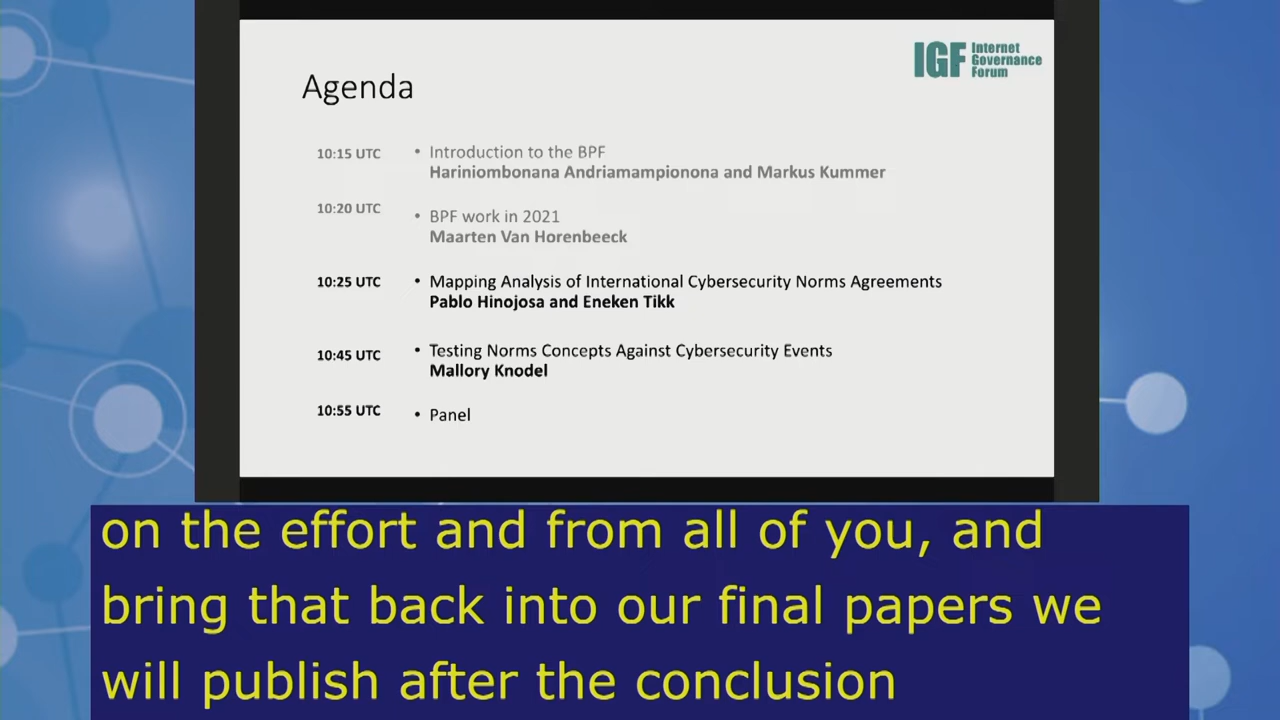 IGF Internet
Governance
Forum
Agenda
10:15 UTC • Introduction to the BPF
Hariniombonana Andriamampionona and Markus Kummer
10:20 UTC • BPF work in 2021
Maarten Van Horenbeeck
10:25 UTC • Mapping Analysis of International Cybersecurity Norms Agreements
Pablo Hinojosa and Eneken Tikk
10:45 UTC • Testing Norms Concepts Against Cybersecurity Events
Mallory Knodel
10:55 UTC • Panel
on the effort and from all of you, and
bring that back into our final papers we
will publish after the conclusion